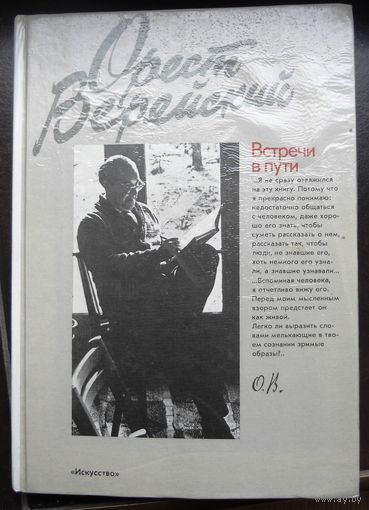 Орест
Верейский
Встречи
в пути
...Я не сразу отважился
на эту книгу. Потому что
я прекрасно понимаю:
недостаточно общаться
с человеком, даже хоро-
шо его знать, чтобы
суметь рассказать о нем,
рассказать так, чтобы
люди, не знавшие его,
хоть немного его узна-
ли, а знавшие узнавали...
...Вспоминая человека,
я отчетливо вижу его.
Перед моим мысленным
взором предстает он
как живой.
Легко ли выразить сло-
вами мелькающие в тво-
ем сознании зримые
образы?..
О.В.
«Искусство»
www.ay.by